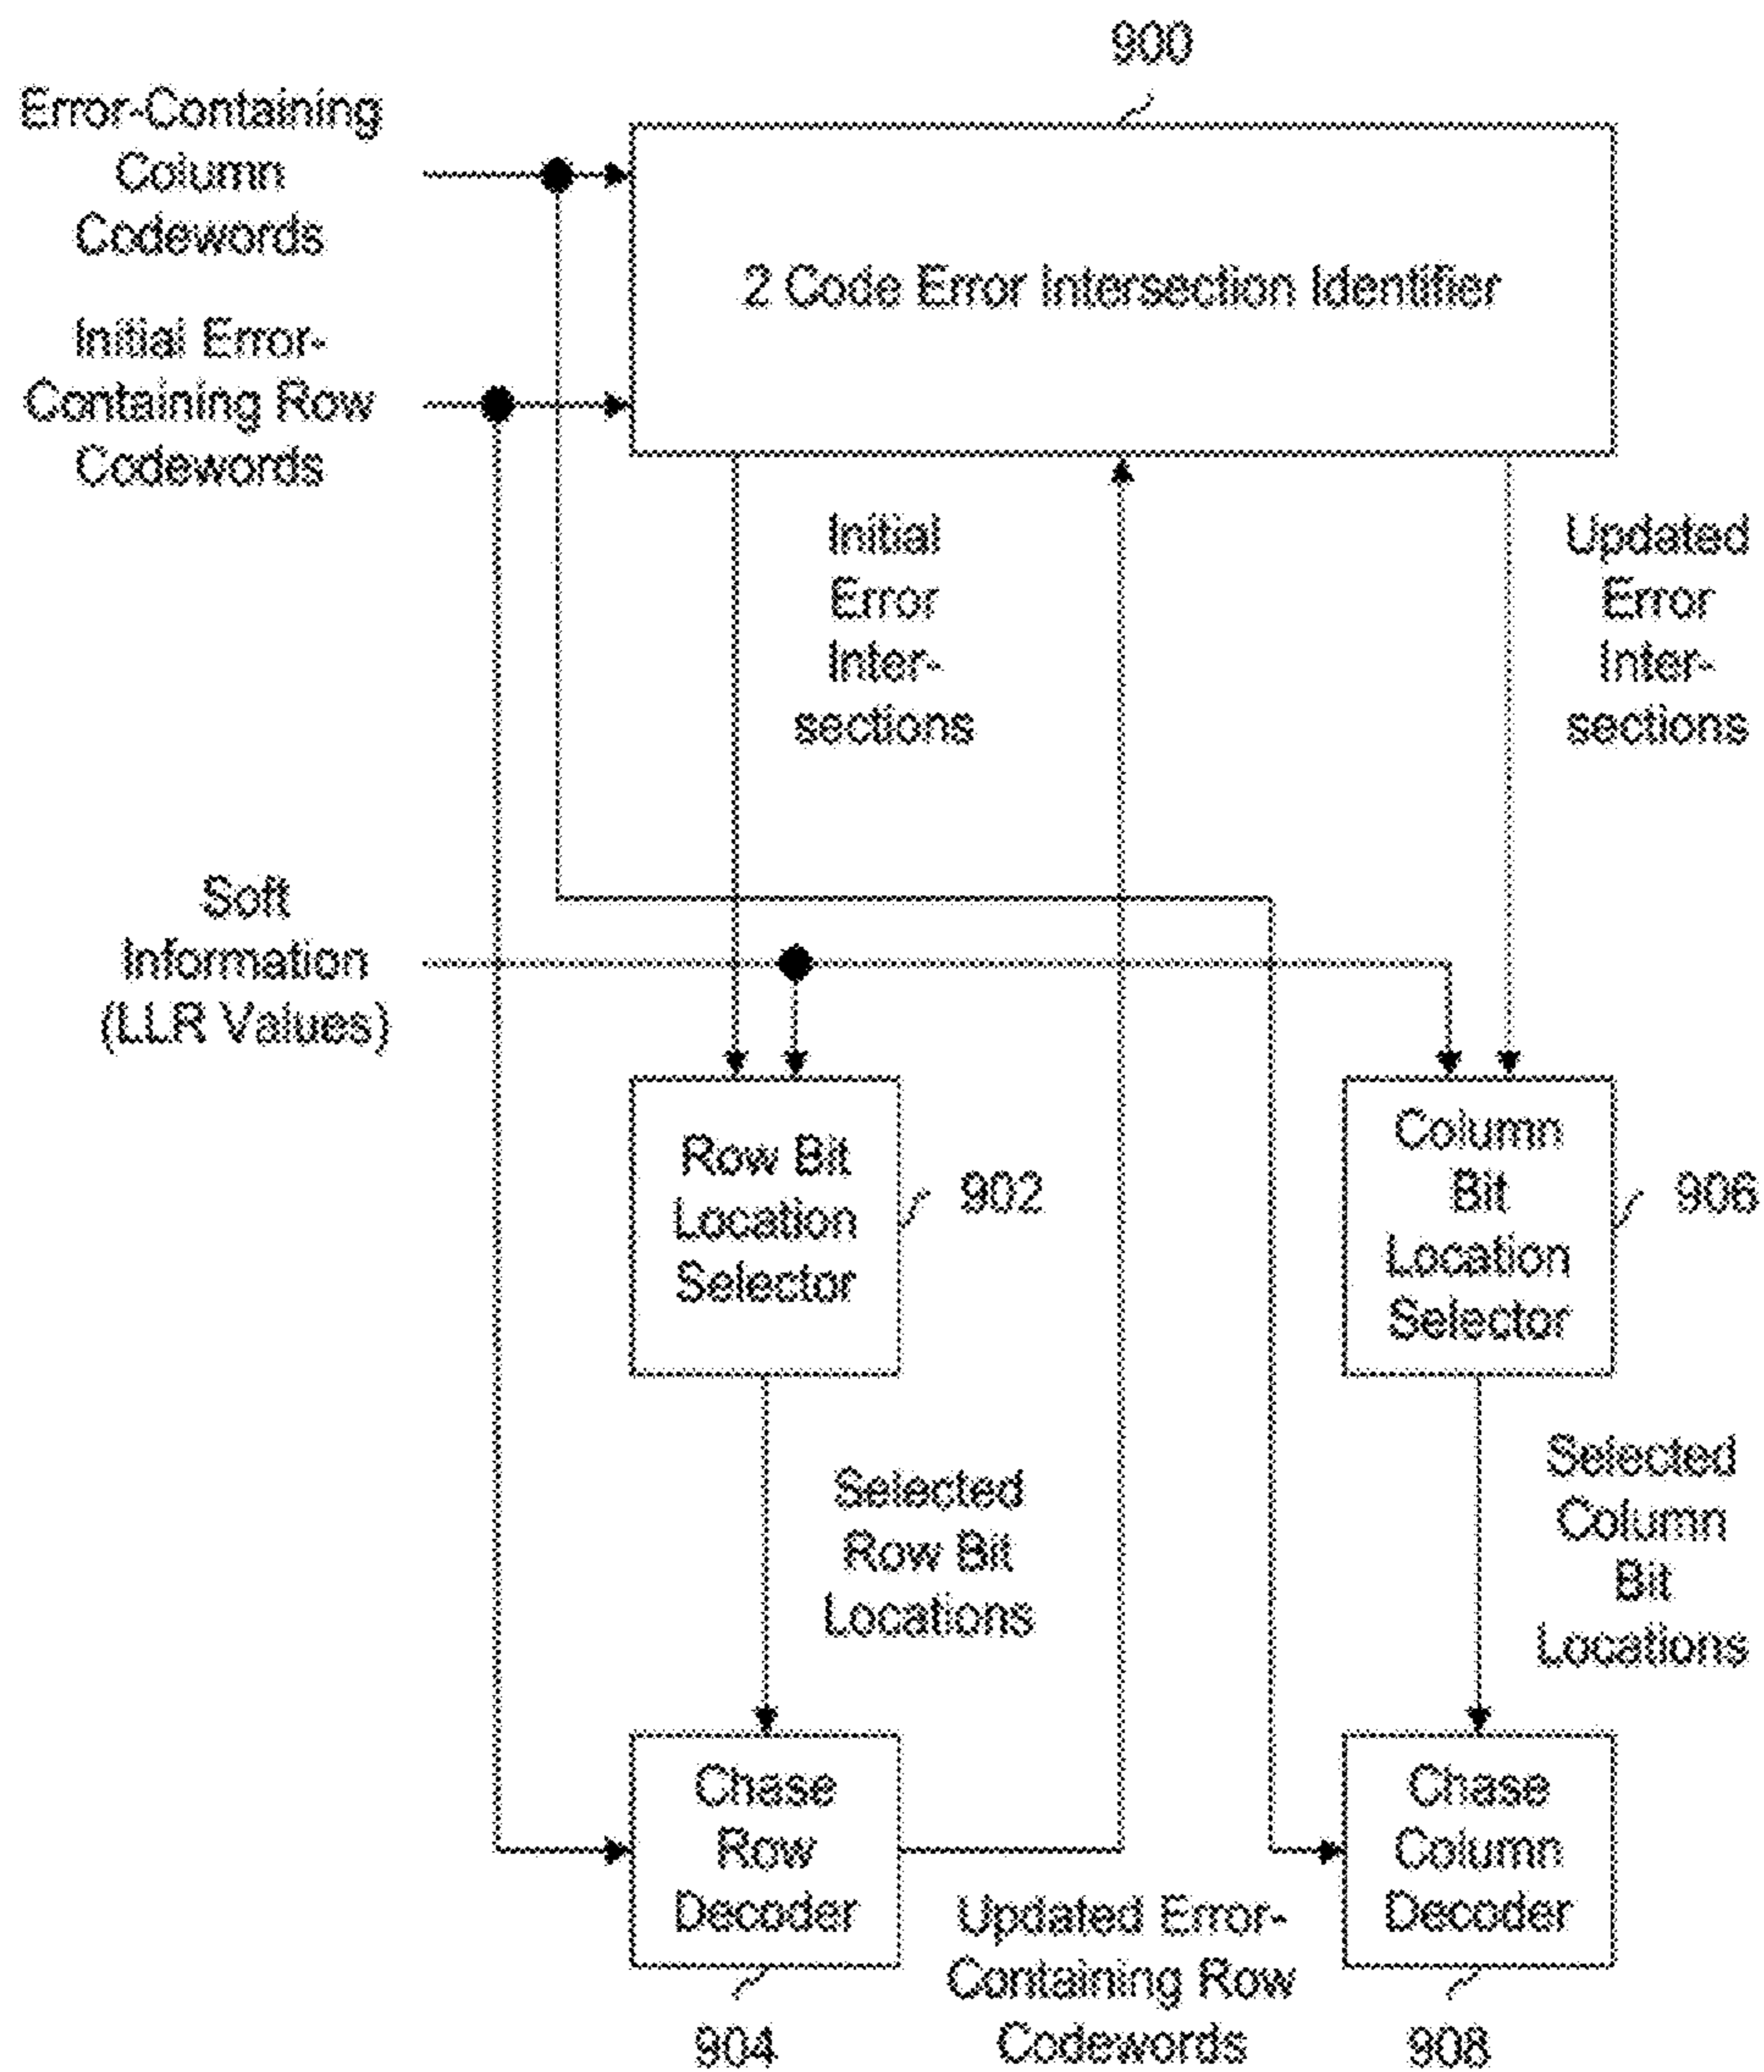 900
Error-Containing
Column
Codewords
2 Code Error Intersection Identifier
Initial Error-
Containing Row
Codewords
Initial
Error
Inter-
sections
Updated
Error
Inter-
sections
Soft
Information
(LLR Values)
Row Bit
Location
Selector
902
Column
Bit
Location
Selector
906
Selected
Row Bit
Locations
Selected
Column
Bit
Locations
Chase
Row
Decoder
Chase
Column
Decoder
Updated Error-
Containing Row
Codewords
904
908